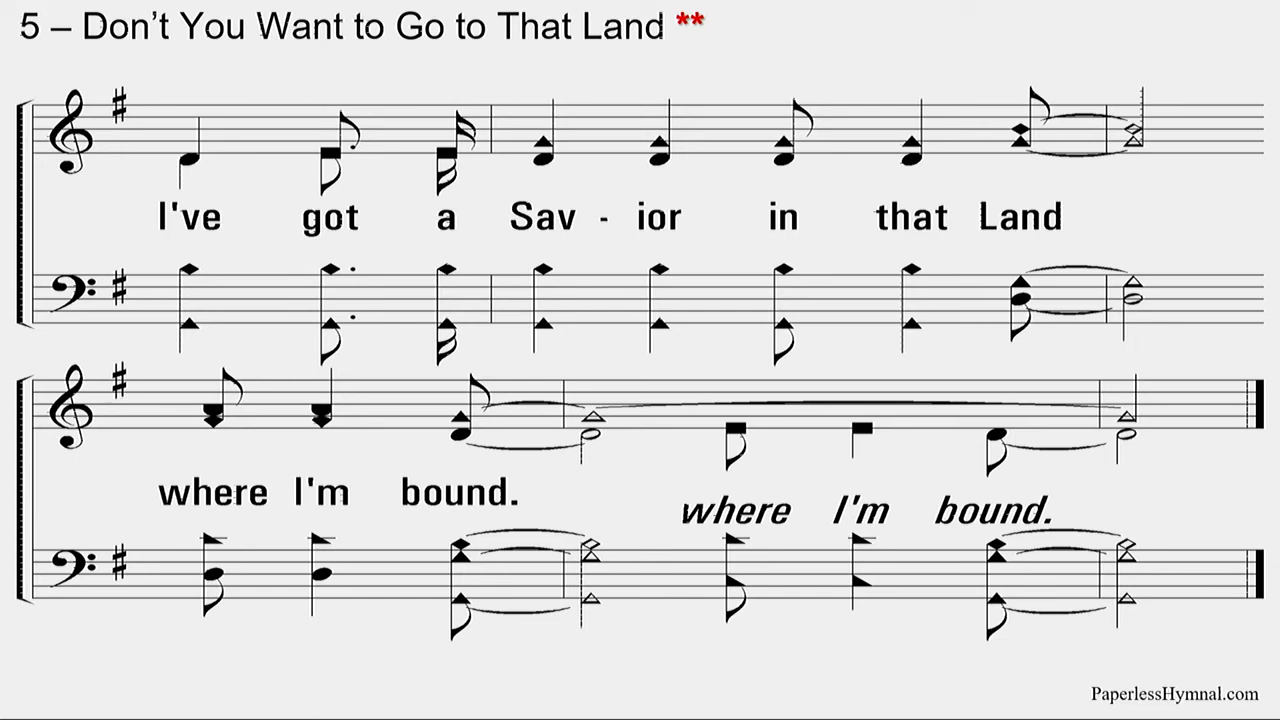 5 – Don’t You Want to Go to That Land **
I've got a Sav - ior in that Land
where I'm bound.
where I'm bound.
PaperlessHymnal.com